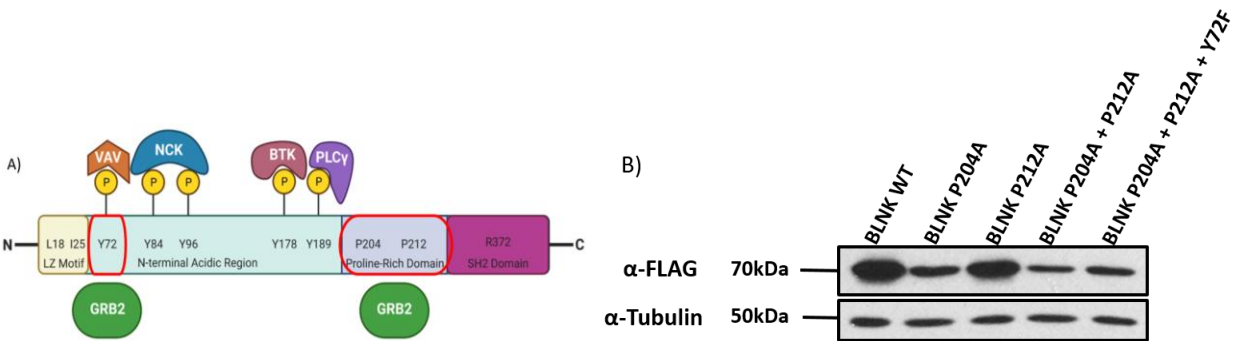 A)
VAV
NCK
BTK
PLCγ
P P P P P
N L18 I25 Y72 Y84 Y96 Y178 Y189 P204 P212 R372 C
LZ Motif N-terminal Acidic Region Proline-Rich Domain SH2 Domain
GRB2 GRB2
B)
BLNK WT
BLNK P204A
BLNK P212A
BLNK P204A + P212A
BLNK P204A + P212A + Y72F
α-FLAG 70kDa
α-Tubulin 50kDa